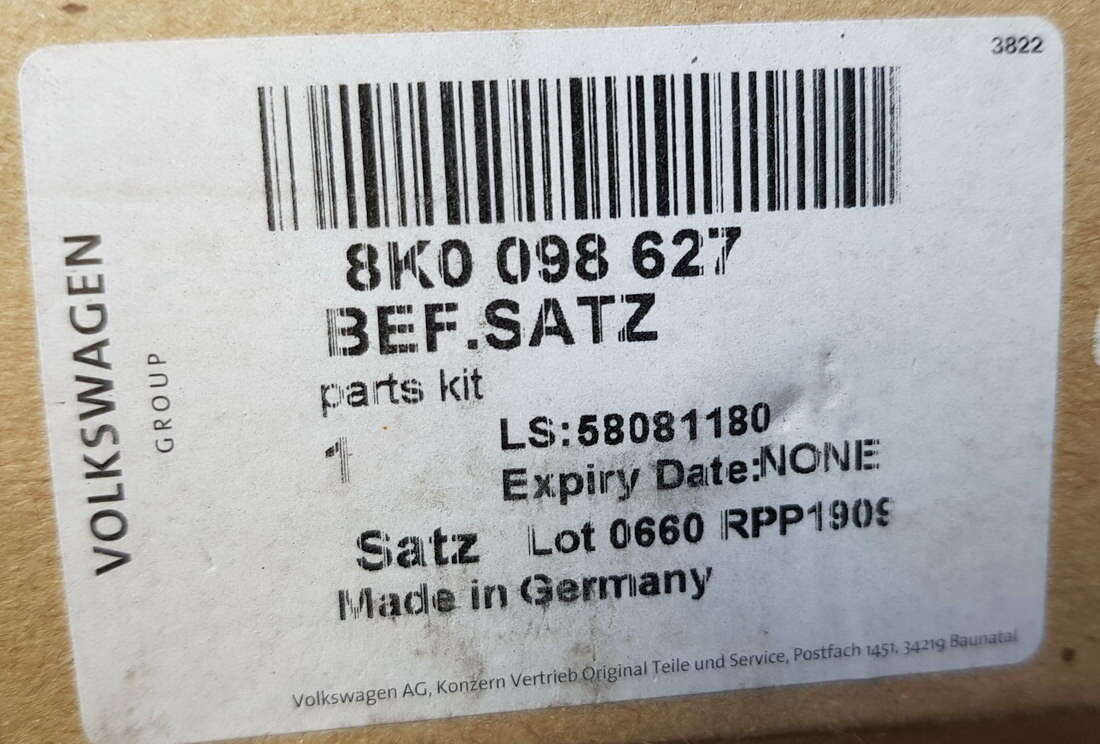 3822
VOLKSWAGEN
GROUP
8K0 098 627
BEF.SATZ
parts kit
1
LS:58081180
Expiry Date:NONE
Satz Lot 0660 RPP1909
Made in Germany
Volkswagen AG, Konzern Vertrieb Original Teile und Service, Postfach 1451, 34219 Baunatal